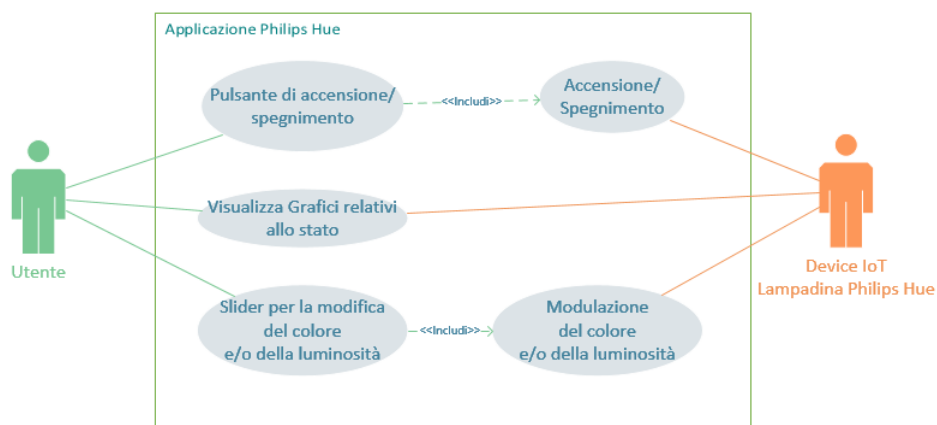 Applicazione Philips Hue
Pulsante di accensione/
spegnimento
<<Includi>>
Accensione/
Spegnimento
Visualizza Grafici relativi
allo stato
Utente
Device IoT
Lampadina Philips Hue
Slider per la modifica
del colore
e/o della luminosità
<<Includi>>
Modulazione
del colore
e/o della luminosità